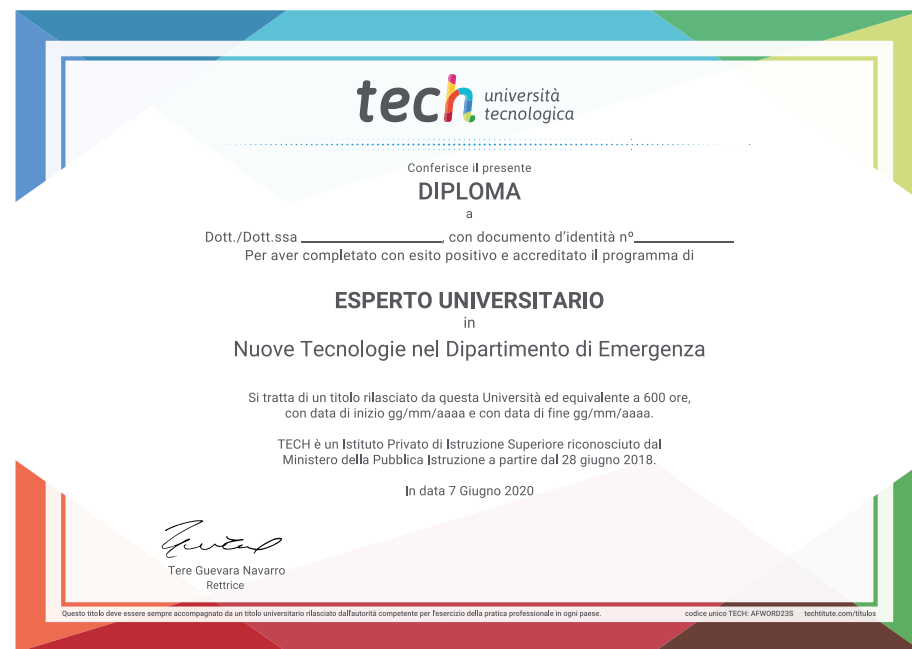 tech università
tecnologica
Conferisce il presente
DIPLOMA
a
Dott./Dott.ssa ____________________, con documento d'identità nº______________
Per aver completato con esito positivo e accreditato il programma di
ESPERTO UNIVERSITARIO
in
Nuove Tecnologie nel Dipartimento di Emergenza
Si tratta di un titolo rilasciato da questa Università ed equivalente a 600 ore,
con data di inizio gg/mm/aaaa e con data di fine gg/mm/aaaa.
TECH è un Istituto Privato di Istruzione Superiore riconosciuto dal
Ministero della Pubblica Istruzione a partire dal 28 giugno 2018.
In data 7 Giugno 2020
Tere Guevara Navarro
Rettrice
Questo titolo deve essere sempre accompagnato da un titolo universitario rilasciato dall'autorità competente per l'esercizio della pratica professionale in ogni paese. codice unico TECH: AFWORD23S techtitute.com/títulos